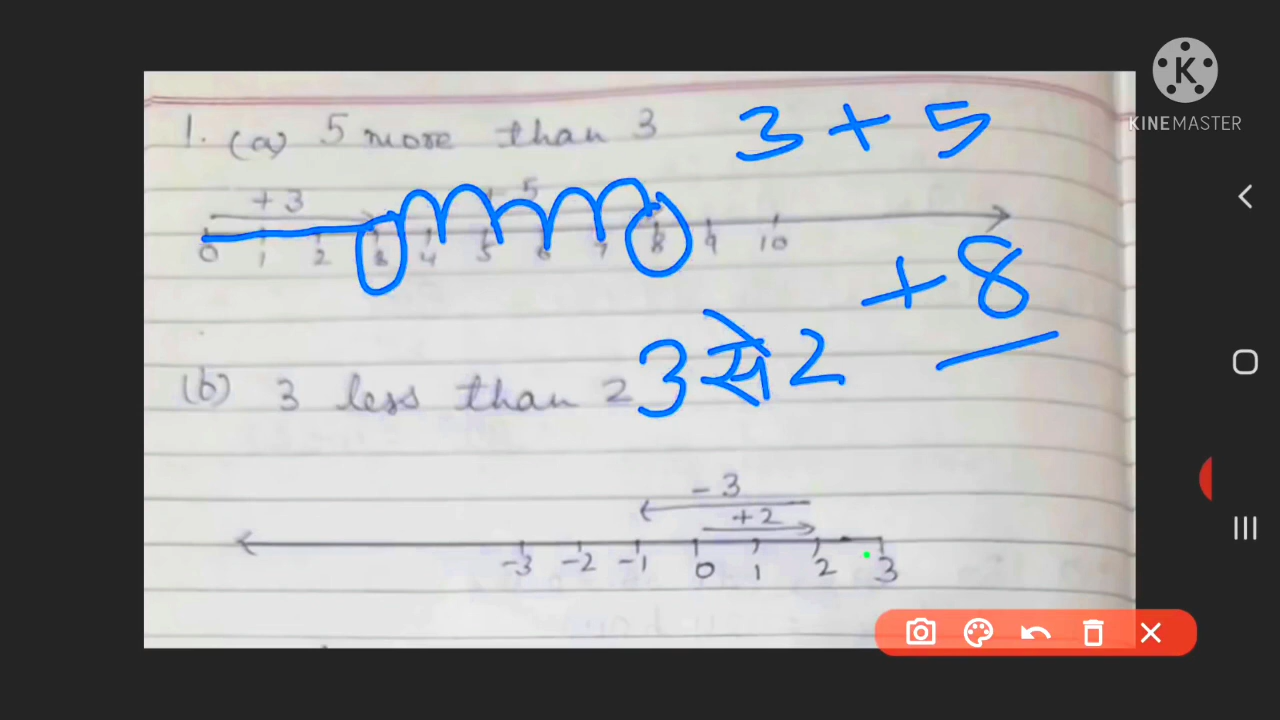 KINEMASTER
1. (a) 5 more than 3
3 + 5
+3
5
0 1 2 3 4 5 6 7 8 9 10
+8
(b) 3 less than 2
3 से 2
-3
+2
-3 -2 -1 0 1 2 3